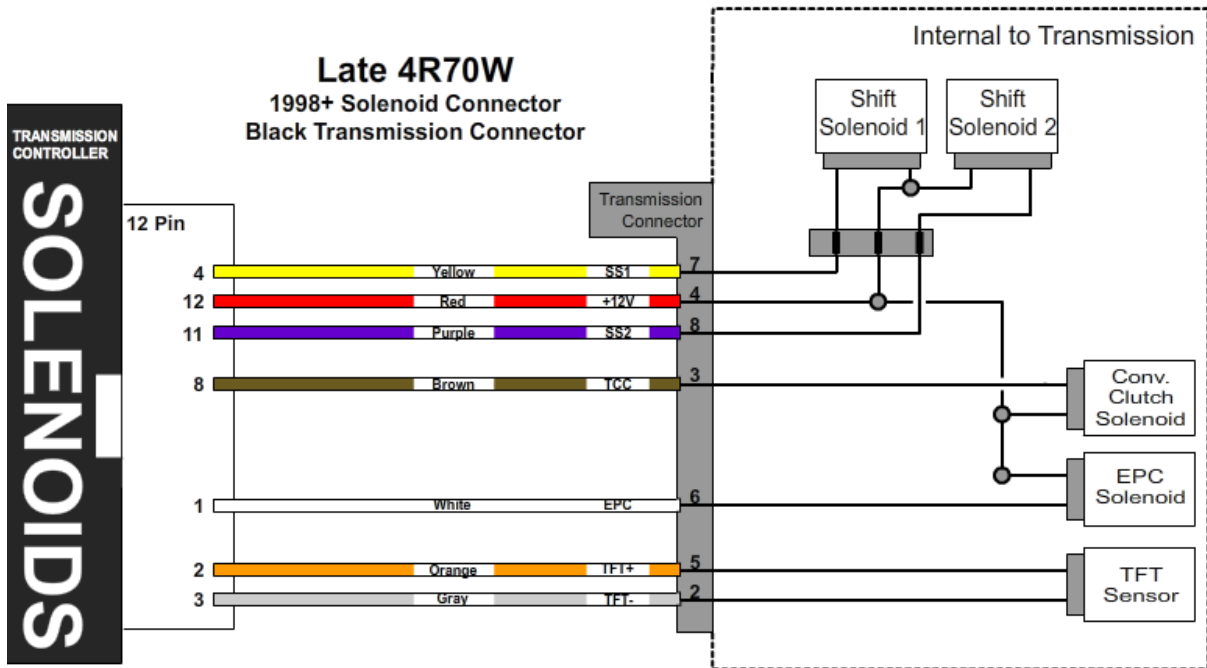 Internal to Transmission
Late 4R70W
1998+ Solenoid Connector
Black Transmission Connector
Shift
Solenoid 1
Shift
Solenoid 2
TRANSMISSION
CONTROLLER
SOLENOIDS
12 Pin
Transmission
Connector
4 Yellow SS1 7
12 Red +12V 4
11 Purple SS2 8
8 Brown TCC 3
1 White EPC 6
2 Orange TFT+ 5
3 Gray TFT- 2
Conv.
Clutch
Solenoid
EPC
Solenoid
TFT
Sensor